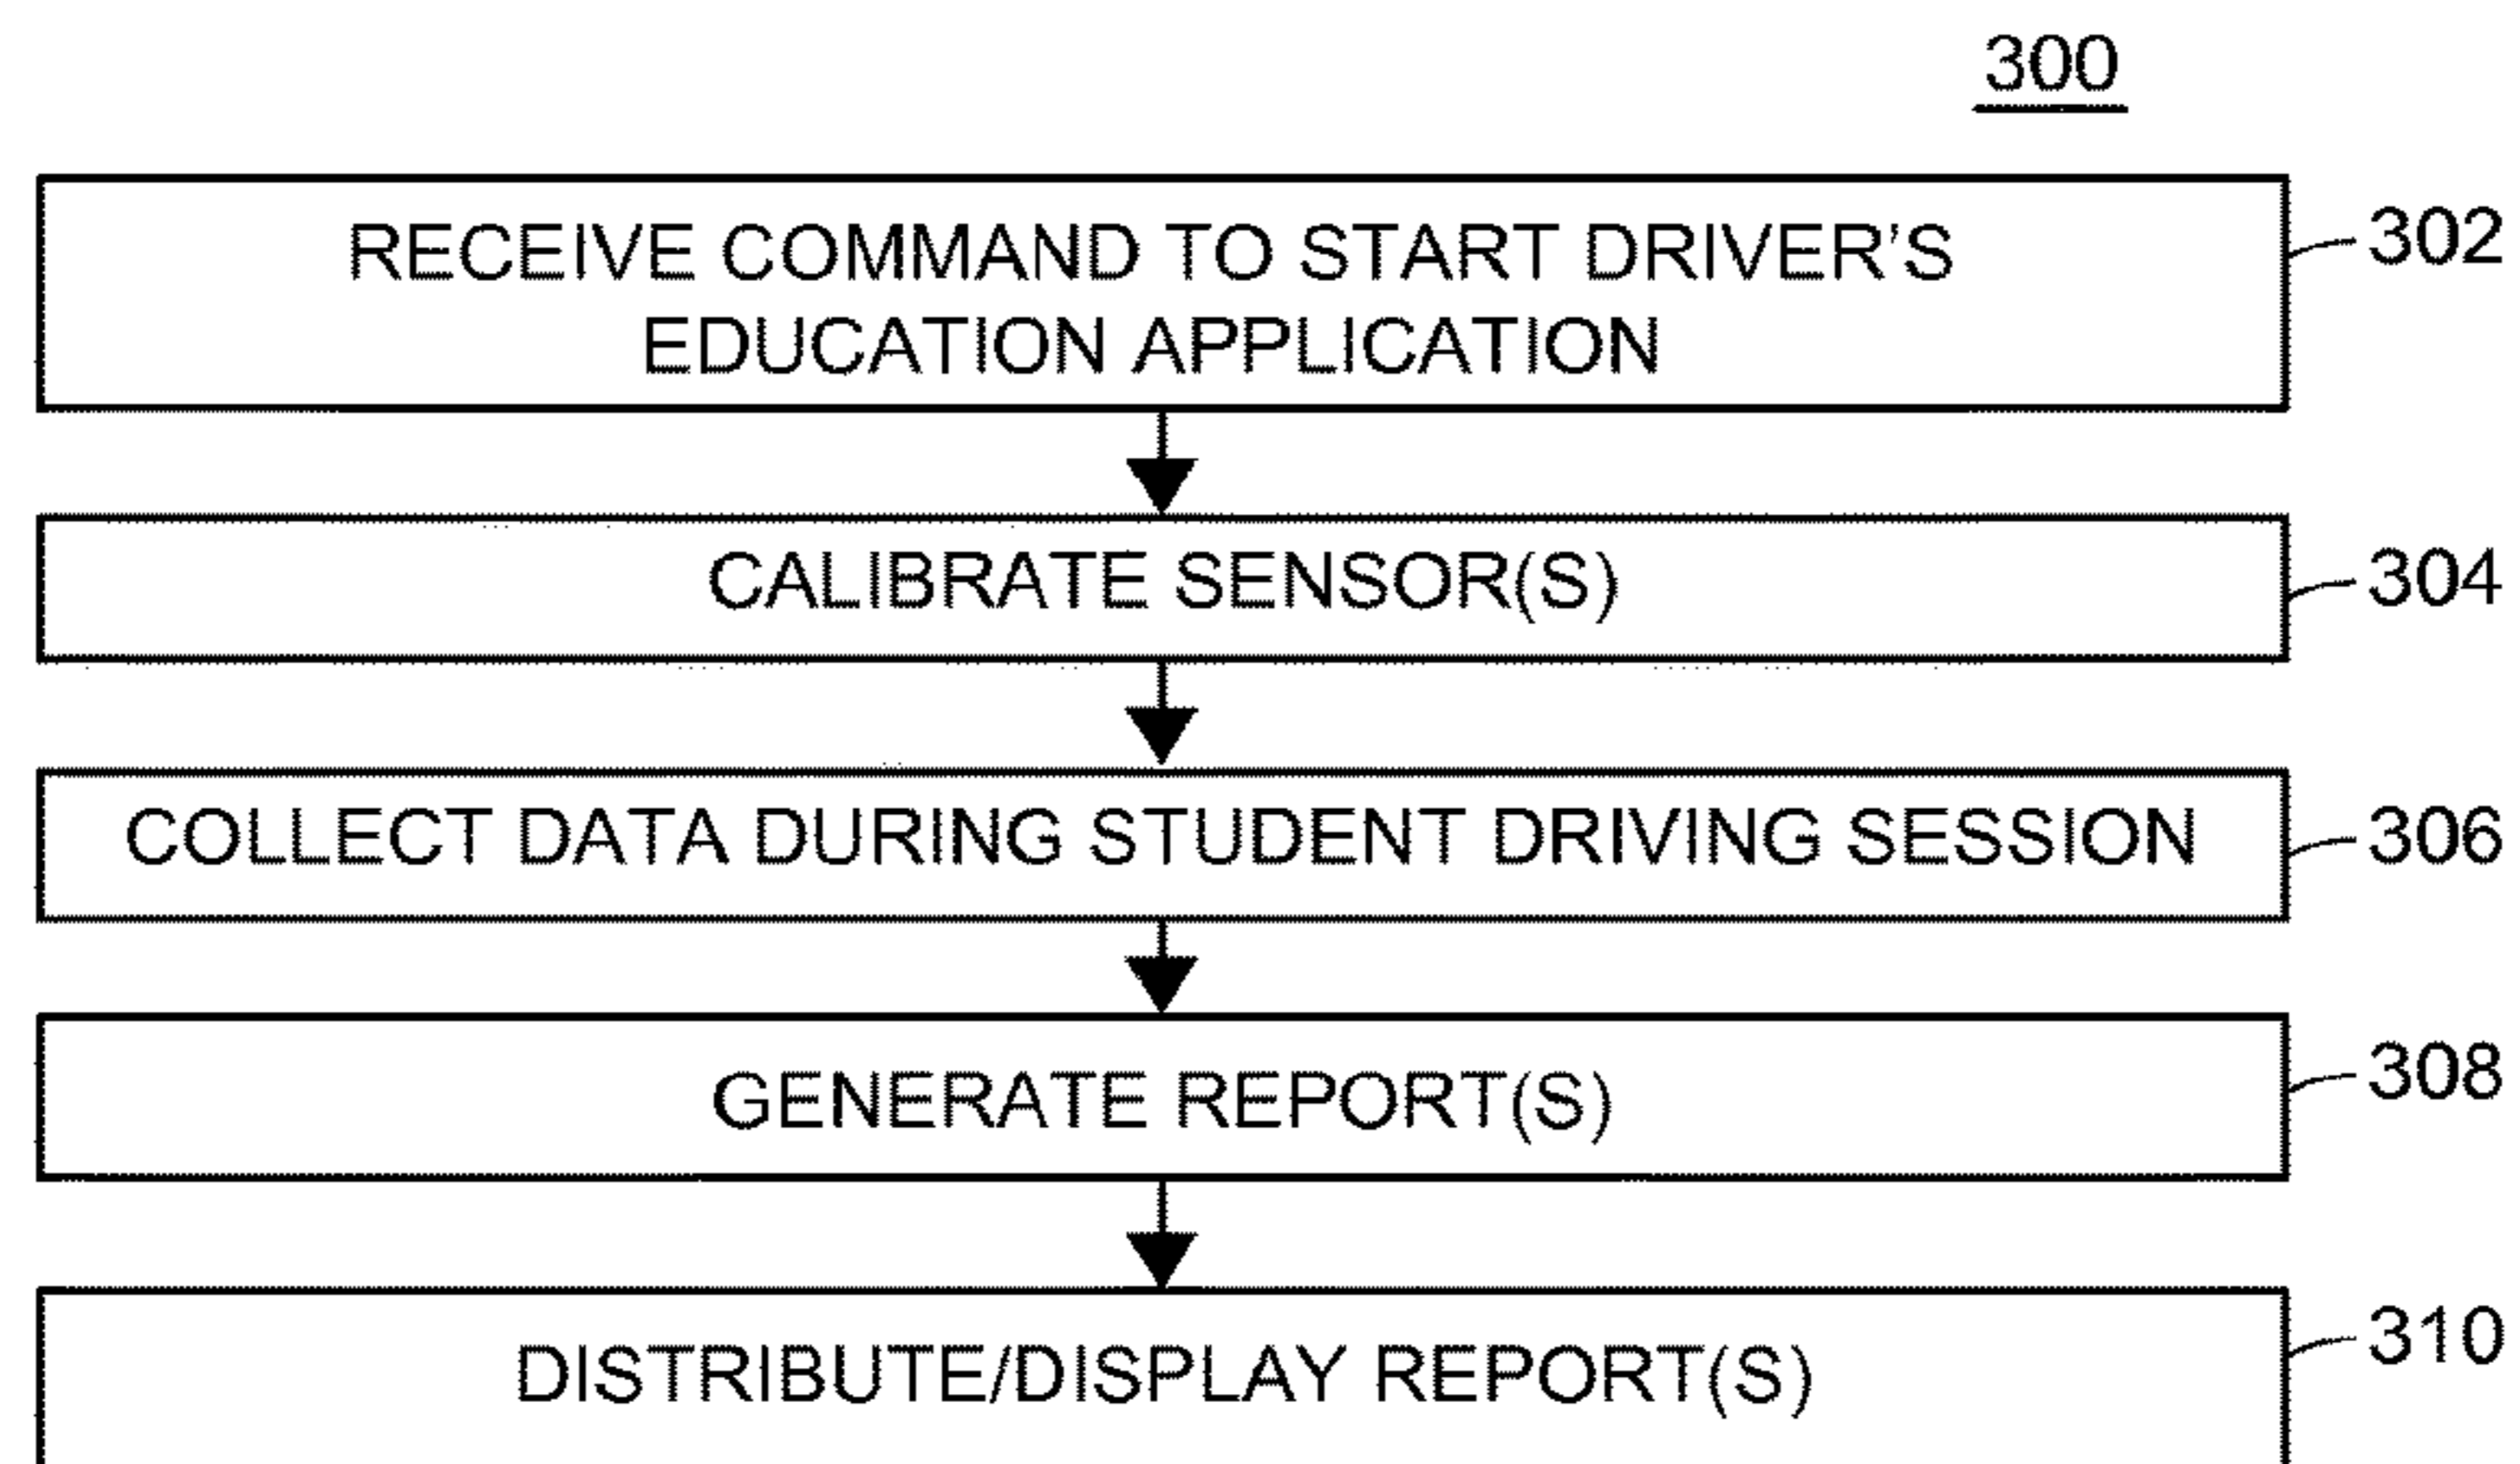 300
RECEIVE COMMAND TO START DRIVER'S
EDUCATION APPLICATION
302
CALIBRATE SENSOR(S)
304
COLLECT DATA DURING STUDENT DRIVING SESSION
306
GENERATE REPORT(S)
308
DISTRIBUTE/DISPLAY REPORT(S)
310